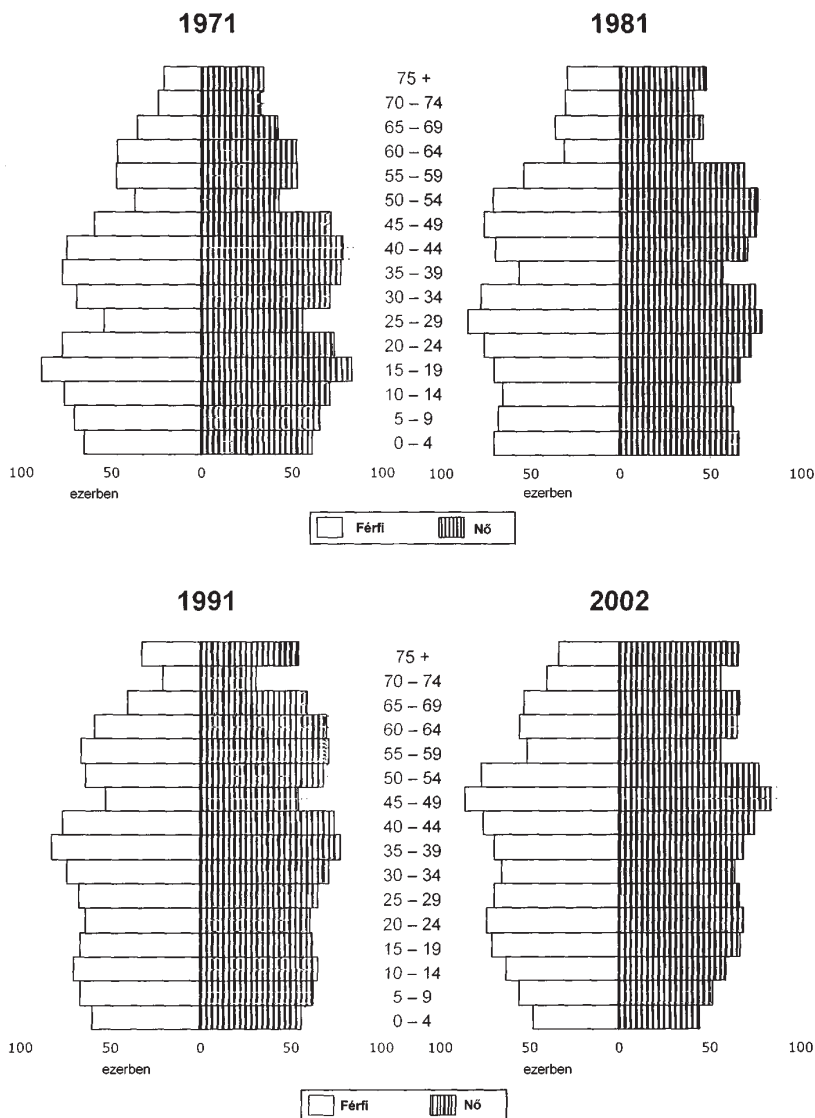 1971 1981
75 +
70 – 74
65 – 69
60 – 64
55 – 59
50 – 54
45 – 49
40 – 44
35 – 39
30 – 34
25 – 29
20 – 24
15 – 19
10 – 14
5 – 9
0 – 4
100 50 0 50 100 100 50 0 50 100
ezerben ezerben
Férfi Nő
1991 2002
75 +
70 – 74
65 – 69
60 – 64
55 – 59
50 – 54
45 – 49
40 – 44
35 – 39
30 – 34
25 – 29
20 – 24
15 – 19
10 – 14
5 – 9
0 – 4
100 50 0 50 100 100 50 0 50 100
ezerben ezerben
Férfi Nő